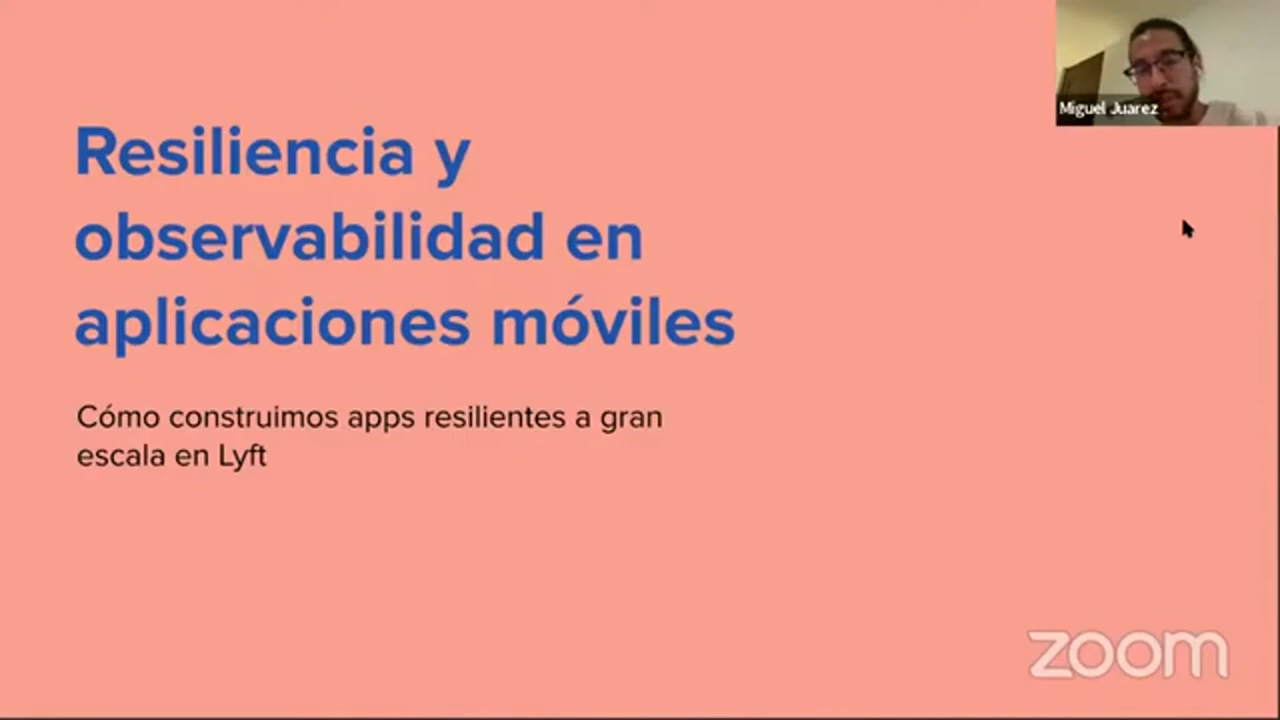 Miguel Juarez
Resiliencia y
observabilidad en
aplicaciones móviles
Cómo construimos apps resilientes a gran
escala en Lyft
zoom